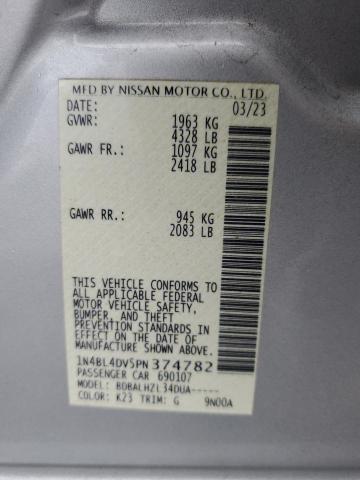 MFD BY NISSAN MOTOR CO., LTD.
DATE: 03/23
GVWR: 1963 KG
4328 LB
GAWR FR.: 1097 KG
2418 LB
GAWR RR.: 945 KG
2083 LB
THIS VEHICLE CONFORMS TO
ALL APPLICABLE FEDERAL
MOTOR VEHICLE SAFETY,
BUMPER, AND THEFT
PREVENTION STANDARDS IN
EFFECT ON THE DATE OF
MANUFACTURE SHOWN ABOVE.
1N4BL4DV5PN374782
PASSENGER CAR 690107
MODEL: BDBALHZL34DUA-----
COLOR: K23 TRIM: G 9N00A